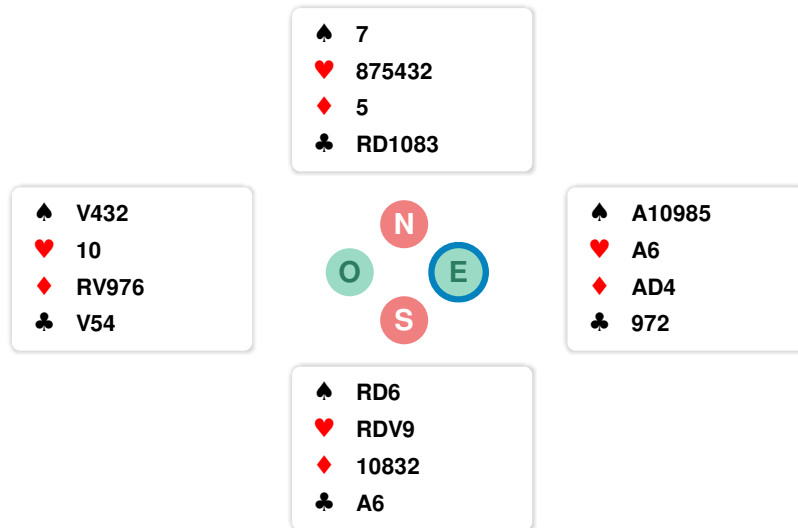 ♠ 7
♥ 875432
♦ 5
♣ RD1083
♠ V432
♥ 10
♦ RV976
♣ V54
N
O
E
S
♠ A10985
♥ A6
♦ AD4
♣ 972
♠ RD6
♥ RDV9
♦ 10832
♣ A6